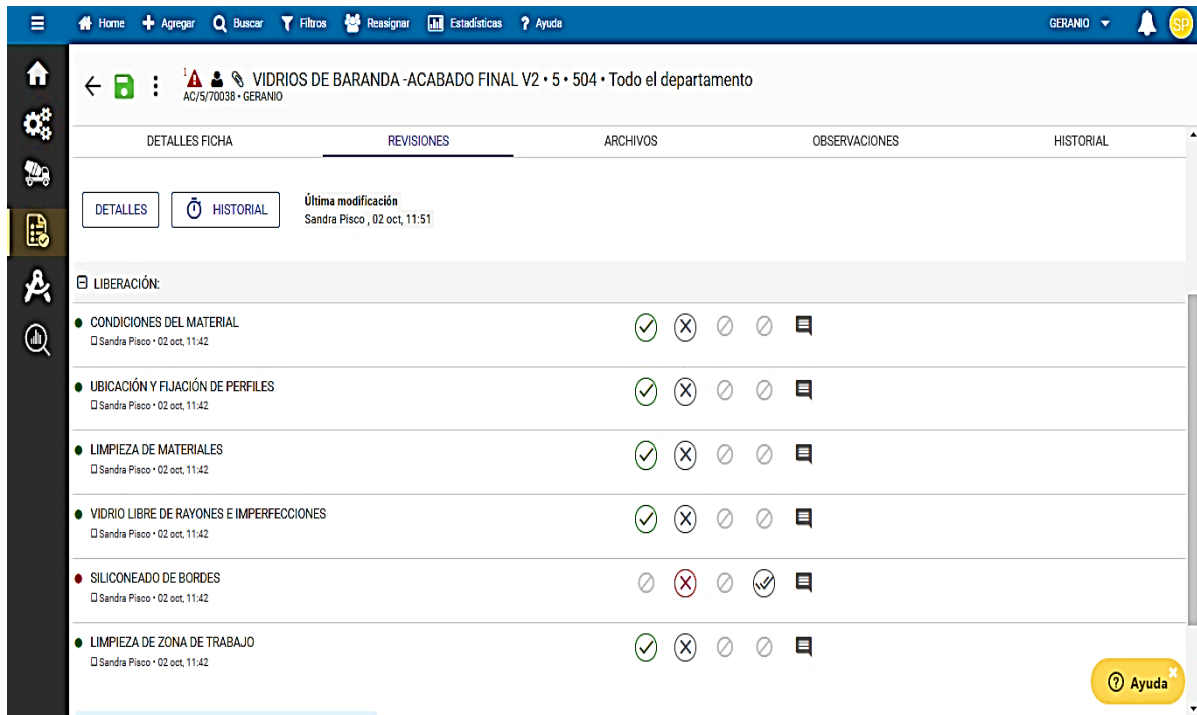 Home Agregar Buscar Filtros Reasignar Estadísticas ? Ayuda GERANIO SP
1 VIDRIOS DE BARANDA -ACABADO FINAL V2 • 5 • 504 • Todo el departamento
AC/5/70038 • GERANIO
DETALLES FICHA REVISIONES ARCHIVOS OBSERVACIONES HISTORIAL
DETALLES HISTORIAL
Última modificación
Sandra Pisco , 02 oct, 11:51
LIBERACIÓN:
CONDICIONES DEL MATERIAL
Sandra Pisco • 02 oct, 11:42
UBICACIÓN Y FIJACIÓN DE PERFILES
Sandra Pisco • 02 oct, 11:42
LIMPIEZA DE MATERIALES
Sandra Pisco • 02 oct, 11:42
VIDRIO LIBRE DE RAYONES E IMPERFECCIONES
Sandra Pisco • 02 oct, 11:42
SILICONEADO DE BORDES
Sandra Pisco • 02 oct, 11:42
LIMPIEZA DE ZONA DE TRABAJO
Sandra Pisco • 02 oct, 11:42
? Ayuda